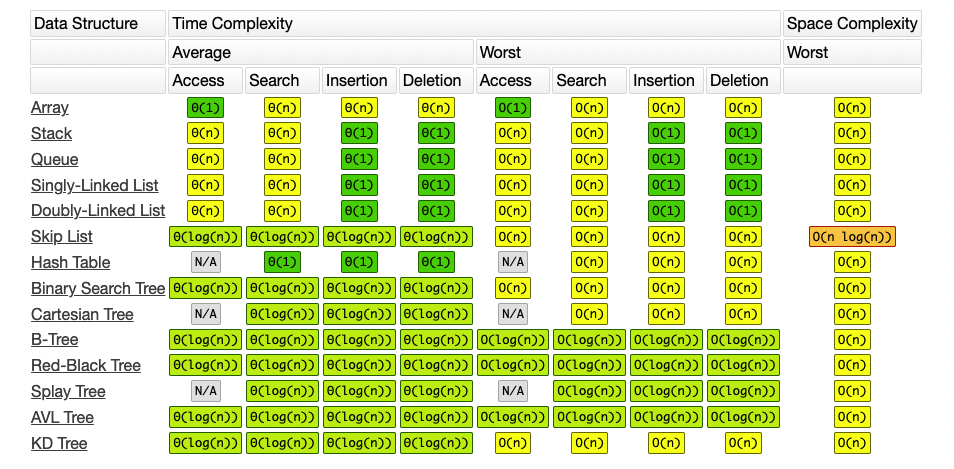 Data Structure Time Complexity Space Complexity
Average Worst Worst
Access Search Insertion Deletion Access Search Insertion Deletion
Array Θ(1) Θ(n) Θ(n) Θ(n) O(1) O(n) O(n) O(n) O(n)
Stack Θ(n) Θ(n) Θ(1) Θ(1) O(n) O(n) O(1) O(1) O(n)
Queue Θ(n) Θ(n) Θ(1) Θ(1) O(n) O(n) O(1) O(1) O(n)
Singly-Linked List Θ(n) Θ(n) Θ(1) Θ(1) O(n) O(n) O(1) O(1) O(n)
Doubly-Linked List Θ(n) Θ(n) Θ(1) Θ(1) O(n) O(n) O(1) O(1) O(n)
Skip List Θ(log(n)) Θ(log(n)) Θ(log(n)) Θ(log(n)) O(n) O(n) O(n) O(n) O(n log(n))
Hash Table N/A Θ(1) Θ(1) Θ(1) N/A O(n) O(n) O(n) O(n)
Binary Search Tree Θ(log(n)) Θ(log(n)) Θ(log(n)) Θ(log(n)) O(n) O(n) O(n) O(n) O(n)
Cartesian Tree N/A Θ(log(n)) Θ(log(n)) Θ(log(n)) N/A O(n) O(n) O(n) O(n)
B-Tree Θ(log(n)) Θ(log(n)) Θ(log(n)) Θ(log(n)) O(log(n)) O(log(n)) O(log(n)) O(log(n)) O(n)
Red-Black Tree Θ(log(n)) Θ(log(n)) Θ(log(n)) Θ(log(n)) O(log(n)) O(log(n)) O(log(n)) O(log(n)) O(n)
Splay Tree N/A Θ(log(n)) Θ(log(n)) Θ(log(n)) N/A O(log(n)) O(log(n)) O(log(n)) O(n)
AVL Tree Θ(log(n)) Θ(log(n)) Θ(log(n)) Θ(log(n)) O(log(n)) O(log(n)) O(log(n)) O(log(n)) O(n)
KD Tree Θ(log(n)) Θ(log(n)) Θ(log(n)) Θ(log(n)) O(n) O(n) O(n) O(n) O(n)